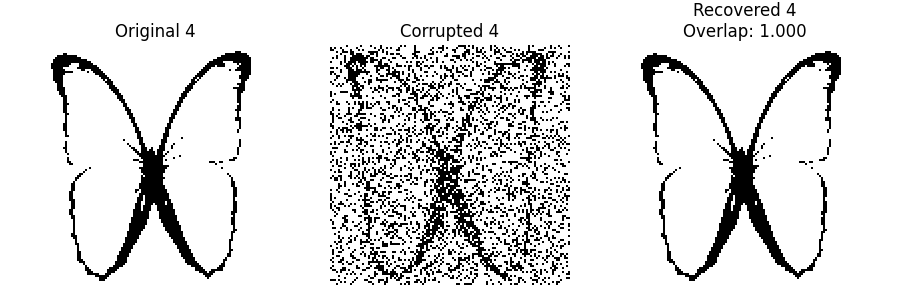 Original 4
Corrupted 4
Recovered 4
Overlap: 1.000